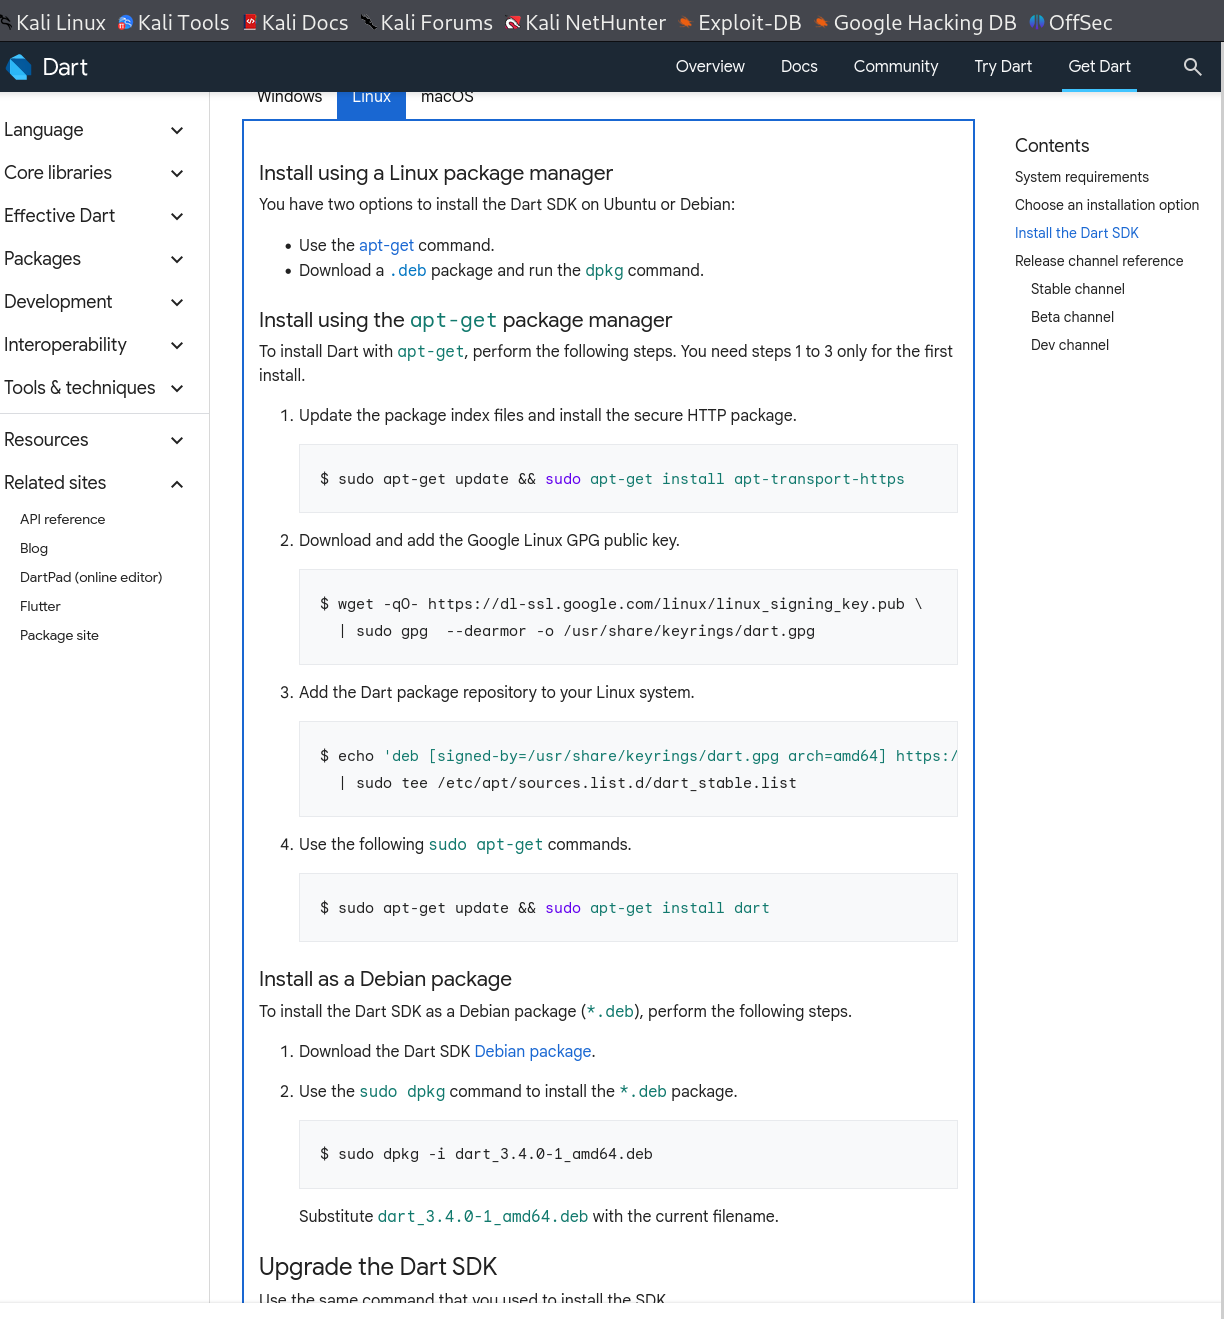 Kali Linux Kali Tools Kali Docs Kali Forums Kali NetHunter Exploit-DB Google Hacking DB OffSec
Dart Overview Docs Community Try Dart Get Dart
Windows Linux macOS
Language
Core libraries
Effective Dart
Packages
Development
Interoperability
Tools & techniques
Resources
Related sites
API reference
Blog
DartPad (online editor)
Flutter
Package site
Install using a Linux package manager
You have two options to install the Dart SDK on Ubuntu or Debian:
• Use the apt-get command.
• Download a .deb package and run the dpkg command.
Install using the apt-get package manager
To install Dart with apt-get, perform the following steps. You need steps 1 to 3 only for the first
install.
1. Update the package index files and install the secure HTTP package.
$ sudo apt-get update && sudo apt-get install apt-transport-https
2. Download and add the Google Linux GPG public key.
$ wget -qO- https://dl-ssl.google.com/linux/linux_signing_key.pub \
| sudo gpg  --dearmor -o /usr/share/keyrings/dart.gpg
3. Add the Dart package repository to your Linux system.
$ echo 'deb [signed-by=/usr/share/keyrings/dart.gpg arch=amd64] https:/
| sudo tee /etc/apt/sources.list.d/dart_stable.list
4. Use the following sudo apt-get commands.
$ sudo apt-get update && sudo apt-get install dart
Install as a Debian package
To install the Dart SDK as a Debian package (*.deb), perform the following steps.
1. Download the Dart SDK Debian package.
2. Use the sudo dpkg command to install the *.deb package.
$ sudo dpkg -i dart_3.4.0-1_amd64.deb
Substitute dart_3.4.0-1_amd64.deb with the current filename.
Upgrade the Dart SDK
Use the same command that you used to install the SDK
Contents
System requirements
Choose an installation option
Install the Dart SDK
Release channel reference
Stable channel
Beta channel
Dev channel